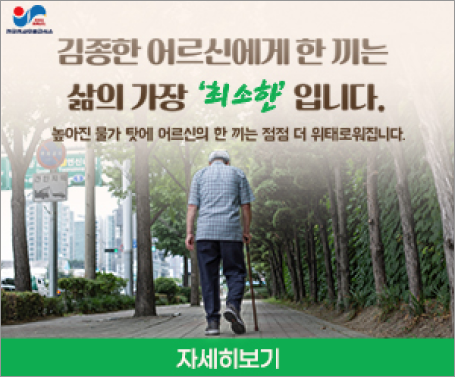 김종한 어르신에게 한 끼는
삶의 가장 '최소한' 입니다.
높아진 물가 탓에 어르신의 한 끼는 점점 더 위태로워집니다.
자세히보기